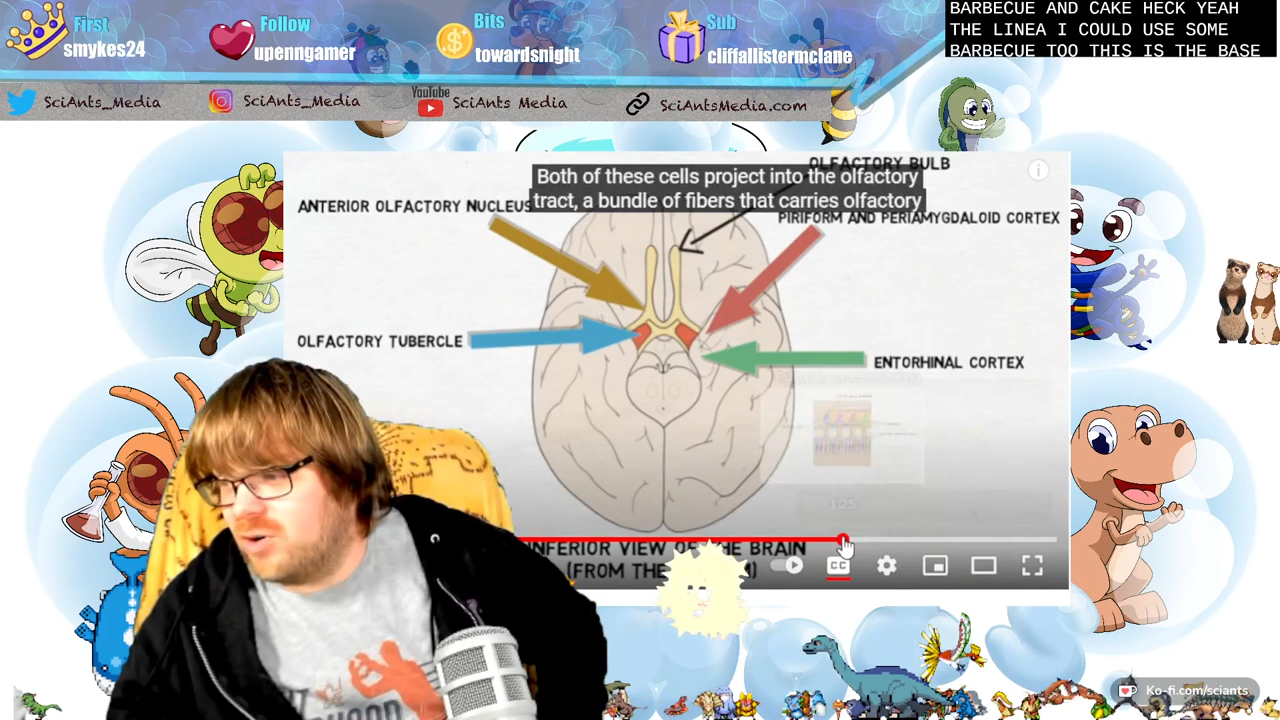 First
smykes24
Follow
upenngamer
Bits
towardsnight
Sub
cliffallistermclane
BARBECUE AND CAKE HECK YEAH
THE LINEA I COULD USE SOME
BARBECUE TOO THIS IS THE BASE
SciAnts_Media
SciAnts_Media
YouTube
SciAnts Media
SciAntsMedia.com
OLFACTORY BULB
Both of these cells project into the olfactory
tract, a bundle of fibers that carries olfactory
ANTERIOR OLFACTORY NUCLEUS
PIRIFORM AND PERIAMYGDALOID CORTEX
OLFACTORY TUBERCLE
ENTORHINAL CORTEX
1:25
INFERIOR VIEW OF THE BRAIN
(FROM THE
CC
Ko-fi.com/sciants